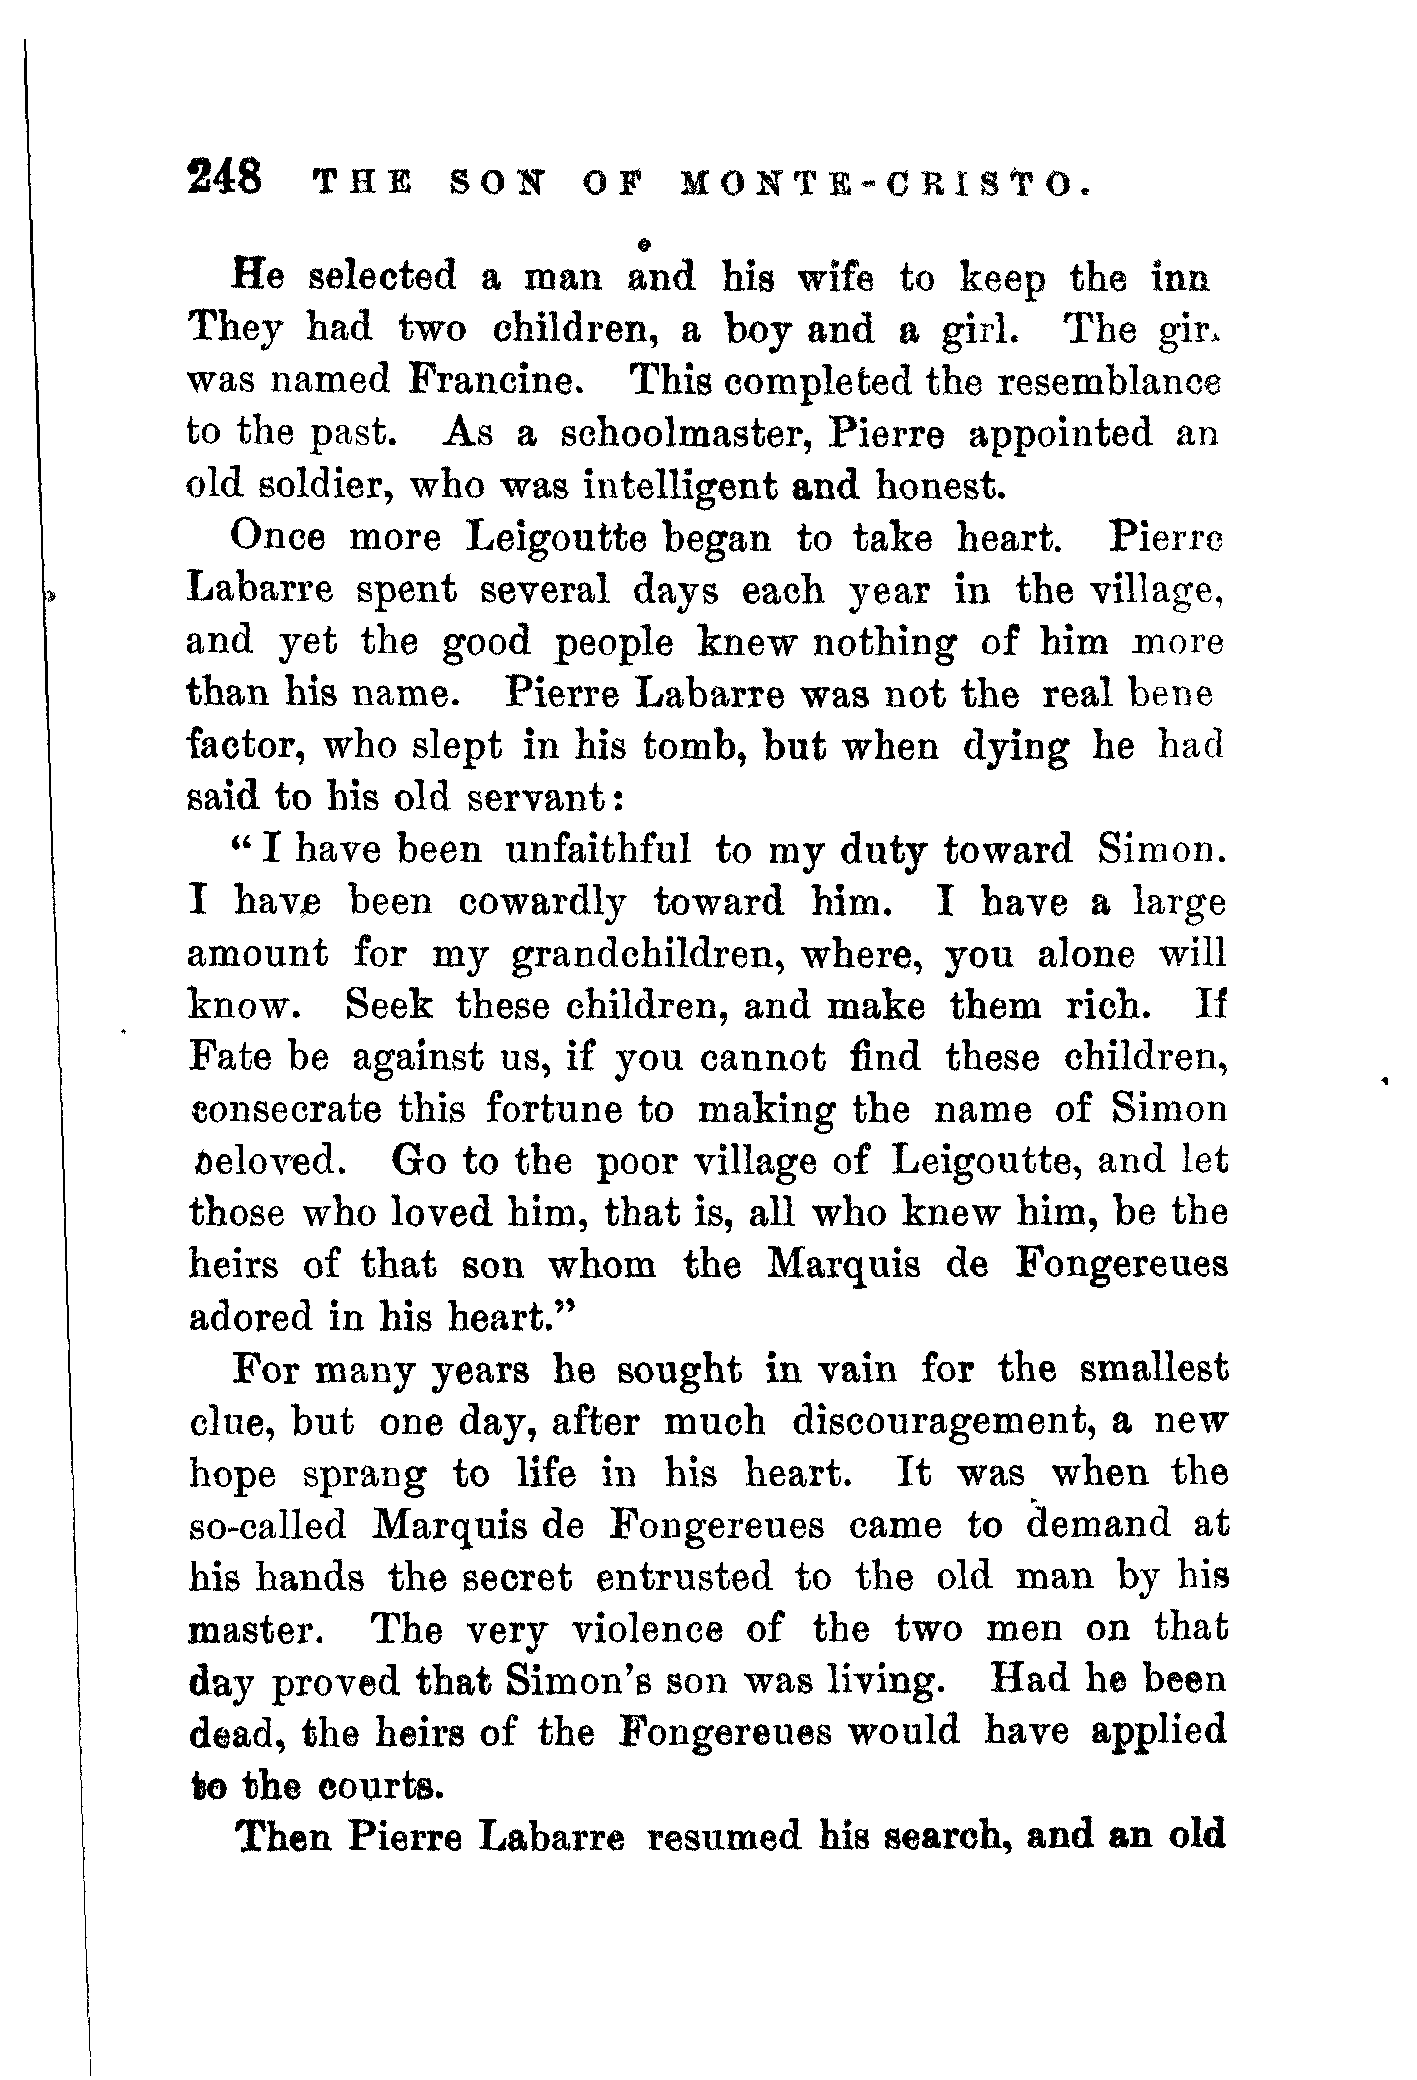 248 THE SON OF MONTE-CRISTO.
He selected a man and his wife to keep the inn
They had two children, a boy and a girl. The gir
was named Francine. This completed the resemblance
to the past. As a schoolmaster, Pierre appointed an
old soldier, who was intelligent and honest.
Once more Leigoutte began to take heart. Pierre
Labarre spent several days each year in the village,
and yet the good people knew nothing of him more
than his name. Pierre Labarre was not the real bene
factor, who slept in his tomb, but when dying he had
said to his old servant:
"I have been unfaithful to my duty toward Simon.
I have been cowardly toward him. I have a large
amount for my grandchildren, where, you alone will
know. Seek these children, and make them rich. If
Fate be against us, if you cannot find these children,
consecrate this fortune to making the name of Simon
beloved. Go to the poor village of Leigoutte, and let
those who loved him, that is, all who knew him, be the
heirs of that son whom the Marquis de Fongereues
adored in his heart."
For many years he sought in vain for the smallest
clue, but one day, after much discouragement, a new
hope sprang to life in his heart. It was when the
so-called Marquis de Fongereues came to demand at
his hands the secret entrusted to the old man by his
master. The very violence of the two men on that
day proved that Simon's son was living. Had he been
dead, the heirs of the Fongereues would have applied
to the courts.
Then Pierre Labarre resumed his search, and an old